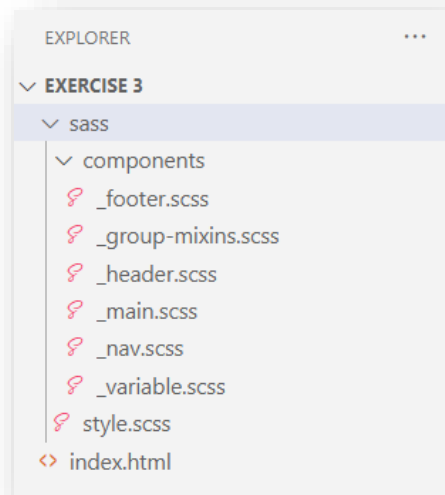 EXPLORER
EXERCISE 3
sass
components
_footer.scss
_group-mixins.scss
_header.scss
_main.scss
_nav.scss
_variable.scss
style.scss
index.html